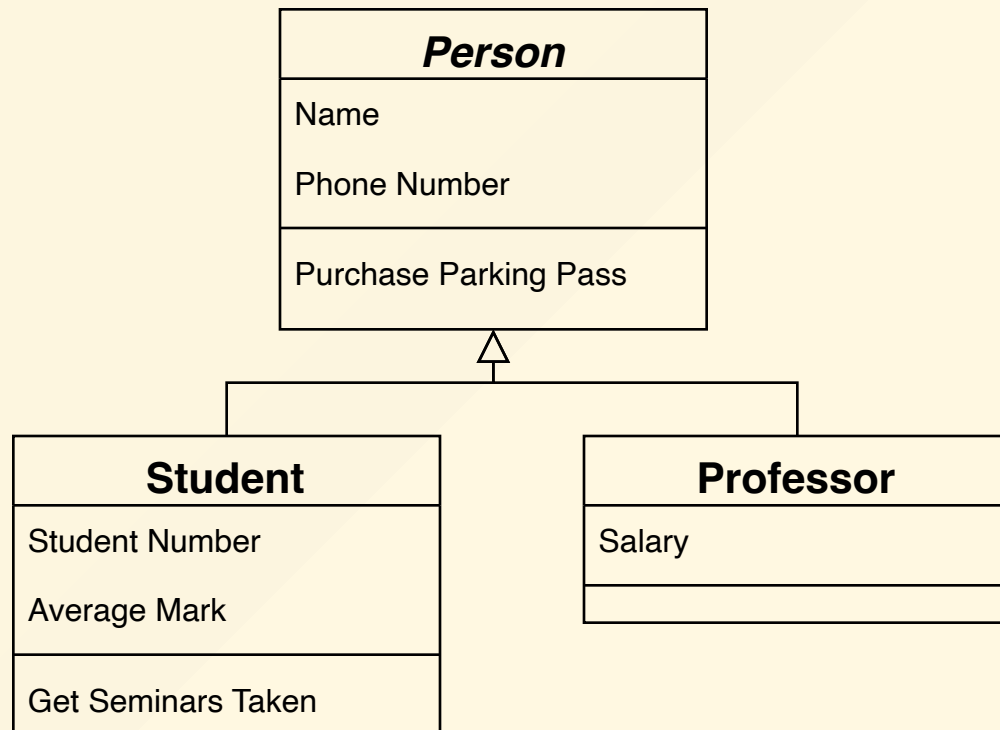 Person
Name
Phone Number
Purchase Parking Pass
Student
Student Number
Average Mark
Get Seminars Taken
Professor
Salary